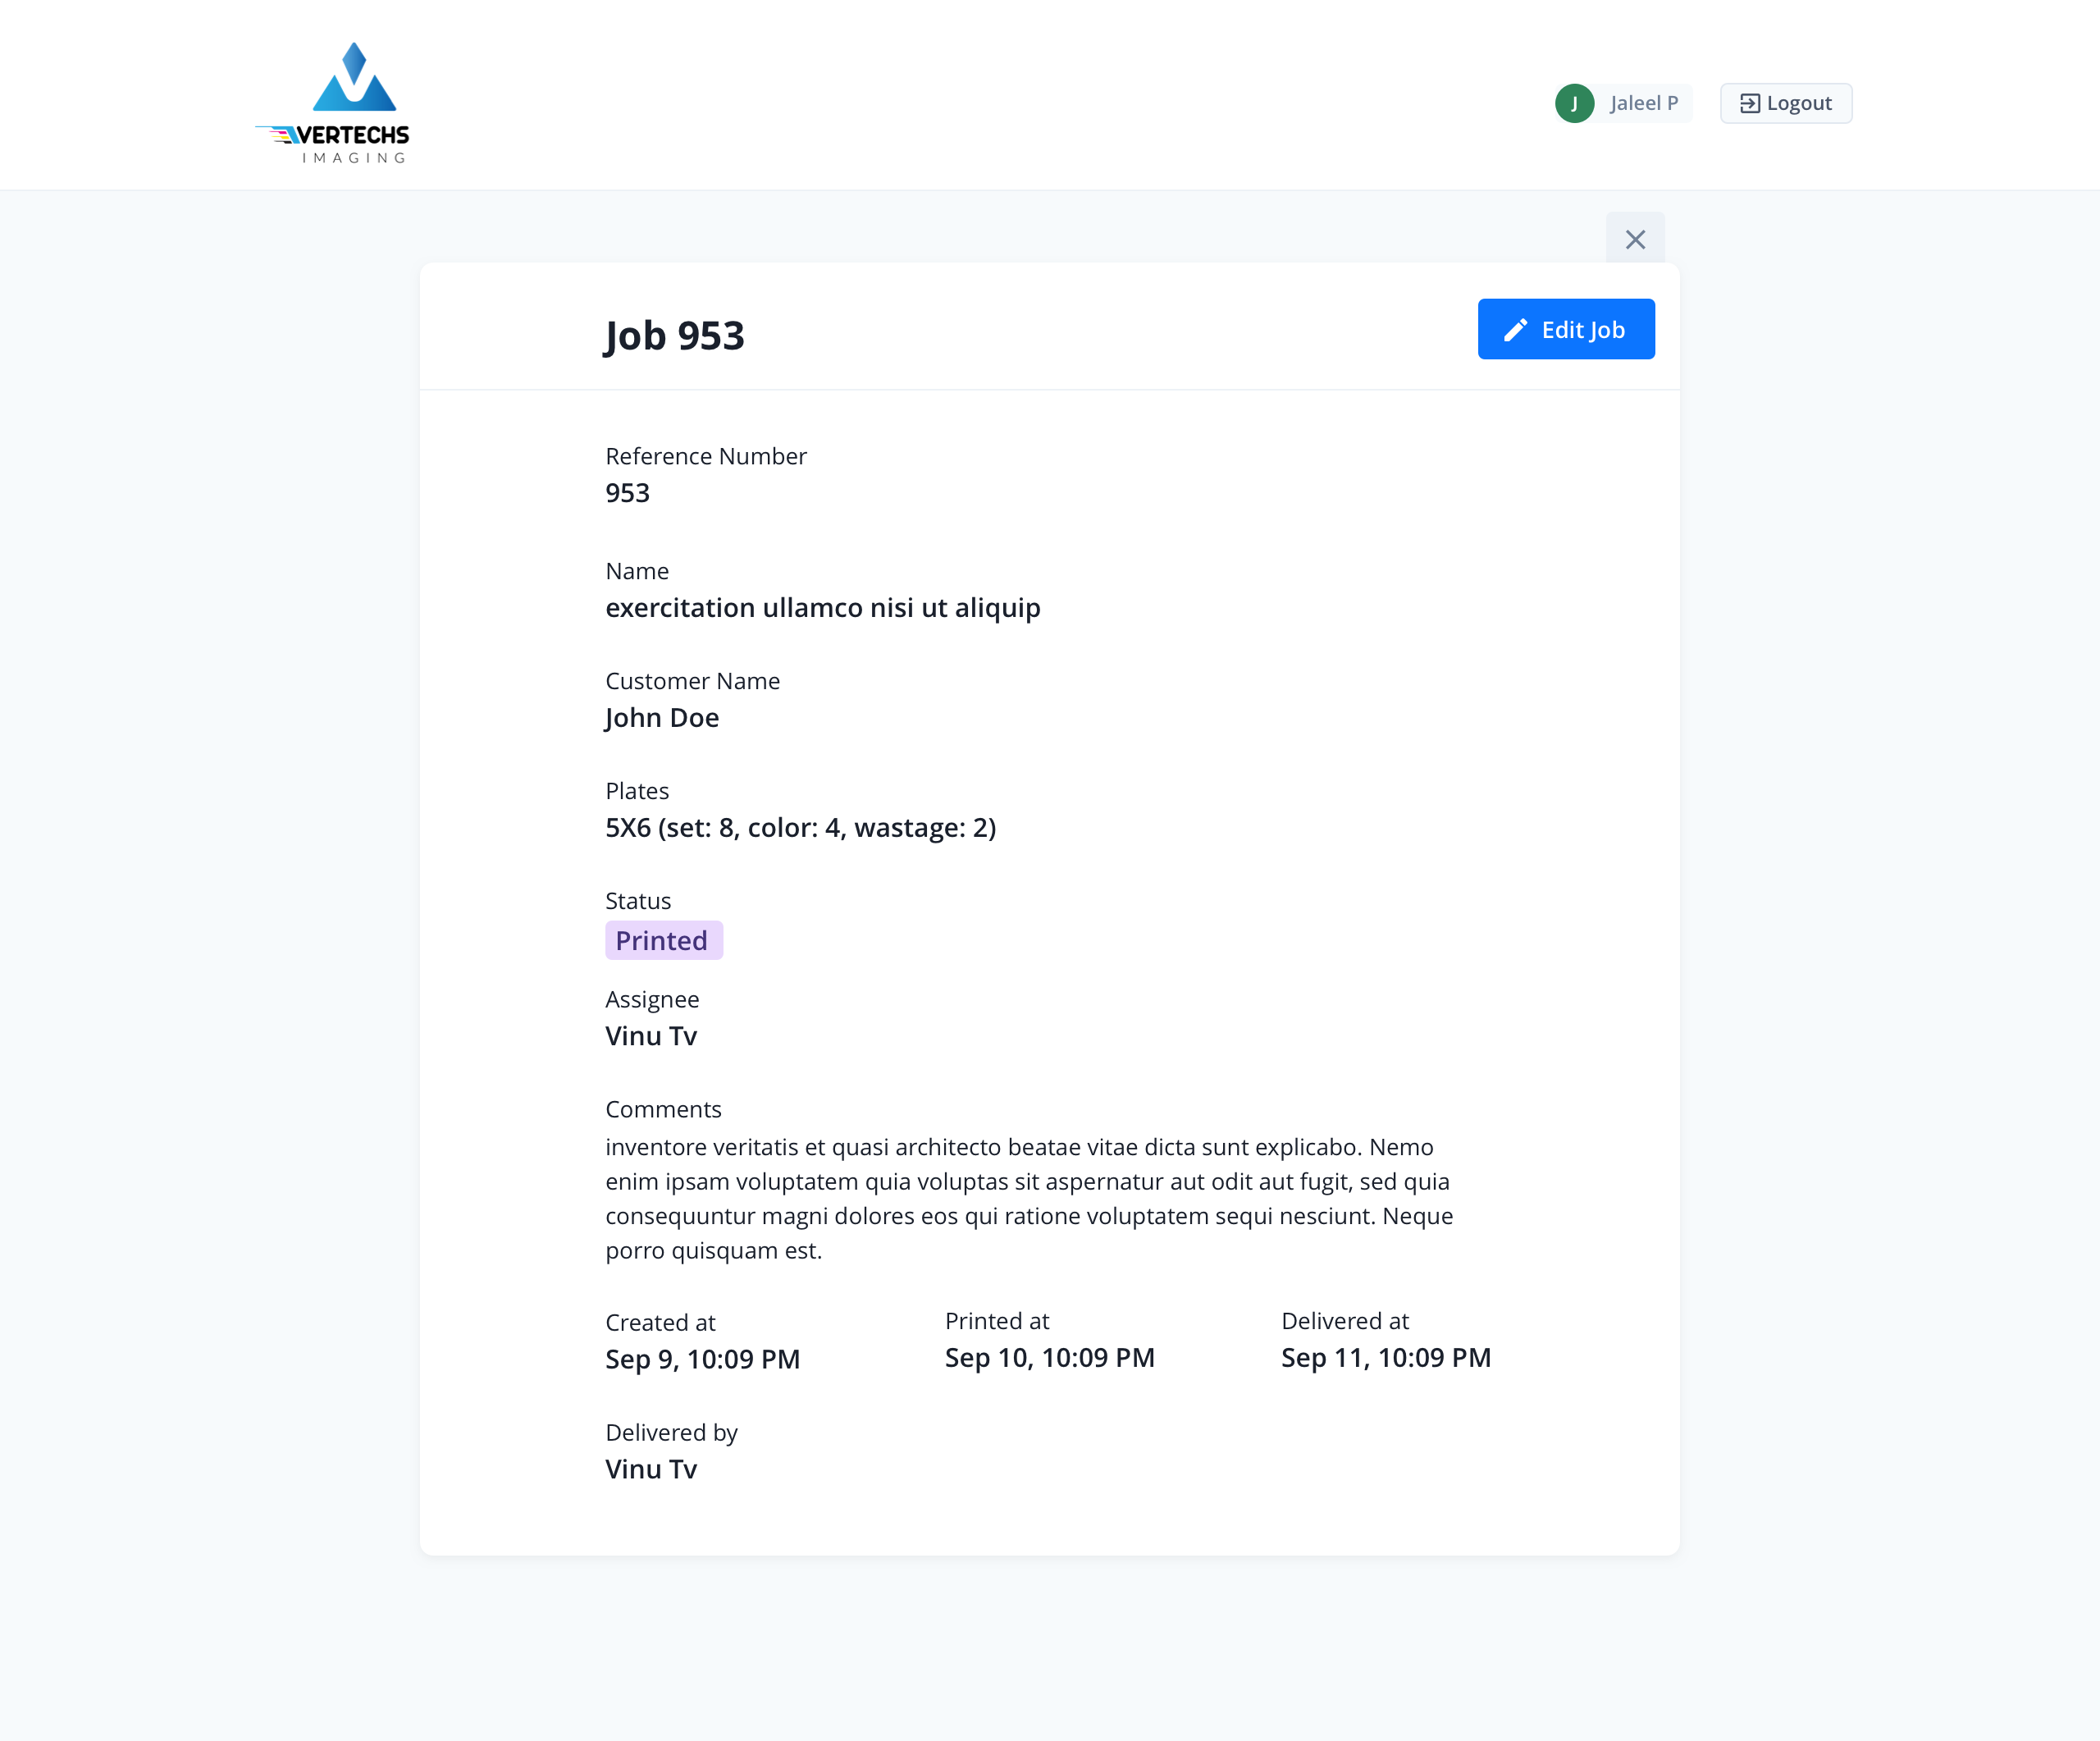 VERTECHS
IMAGING
J
Jaleel P
Logout
Job 953
Edit Job
Reference Number
953
Name
exercitation ullamco nisi ut aliquip
Customer Name
John Doe
Plates
5X6 (set: 8, color: 4, wastage: 2)
Status
Printed
Assignee
Vinu Tv
Comments
inventore veritatis et quasi architecto beatae vitae dicta sunt explicabo. Nemo
enim ipsam voluptatem quia voluptas sit aspernatur aut odit aut fugit, sed quia
consequuntur magni dolores eos qui ratione voluptatem sequi nesciunt. Neque
porro quisquam est.
Created at
Sep 9, 10:09 PM
Printed at
Sep 10, 10:09 PM
Delivered at
Sep 11, 10:09 PM
Delivered by
Vinu Tv